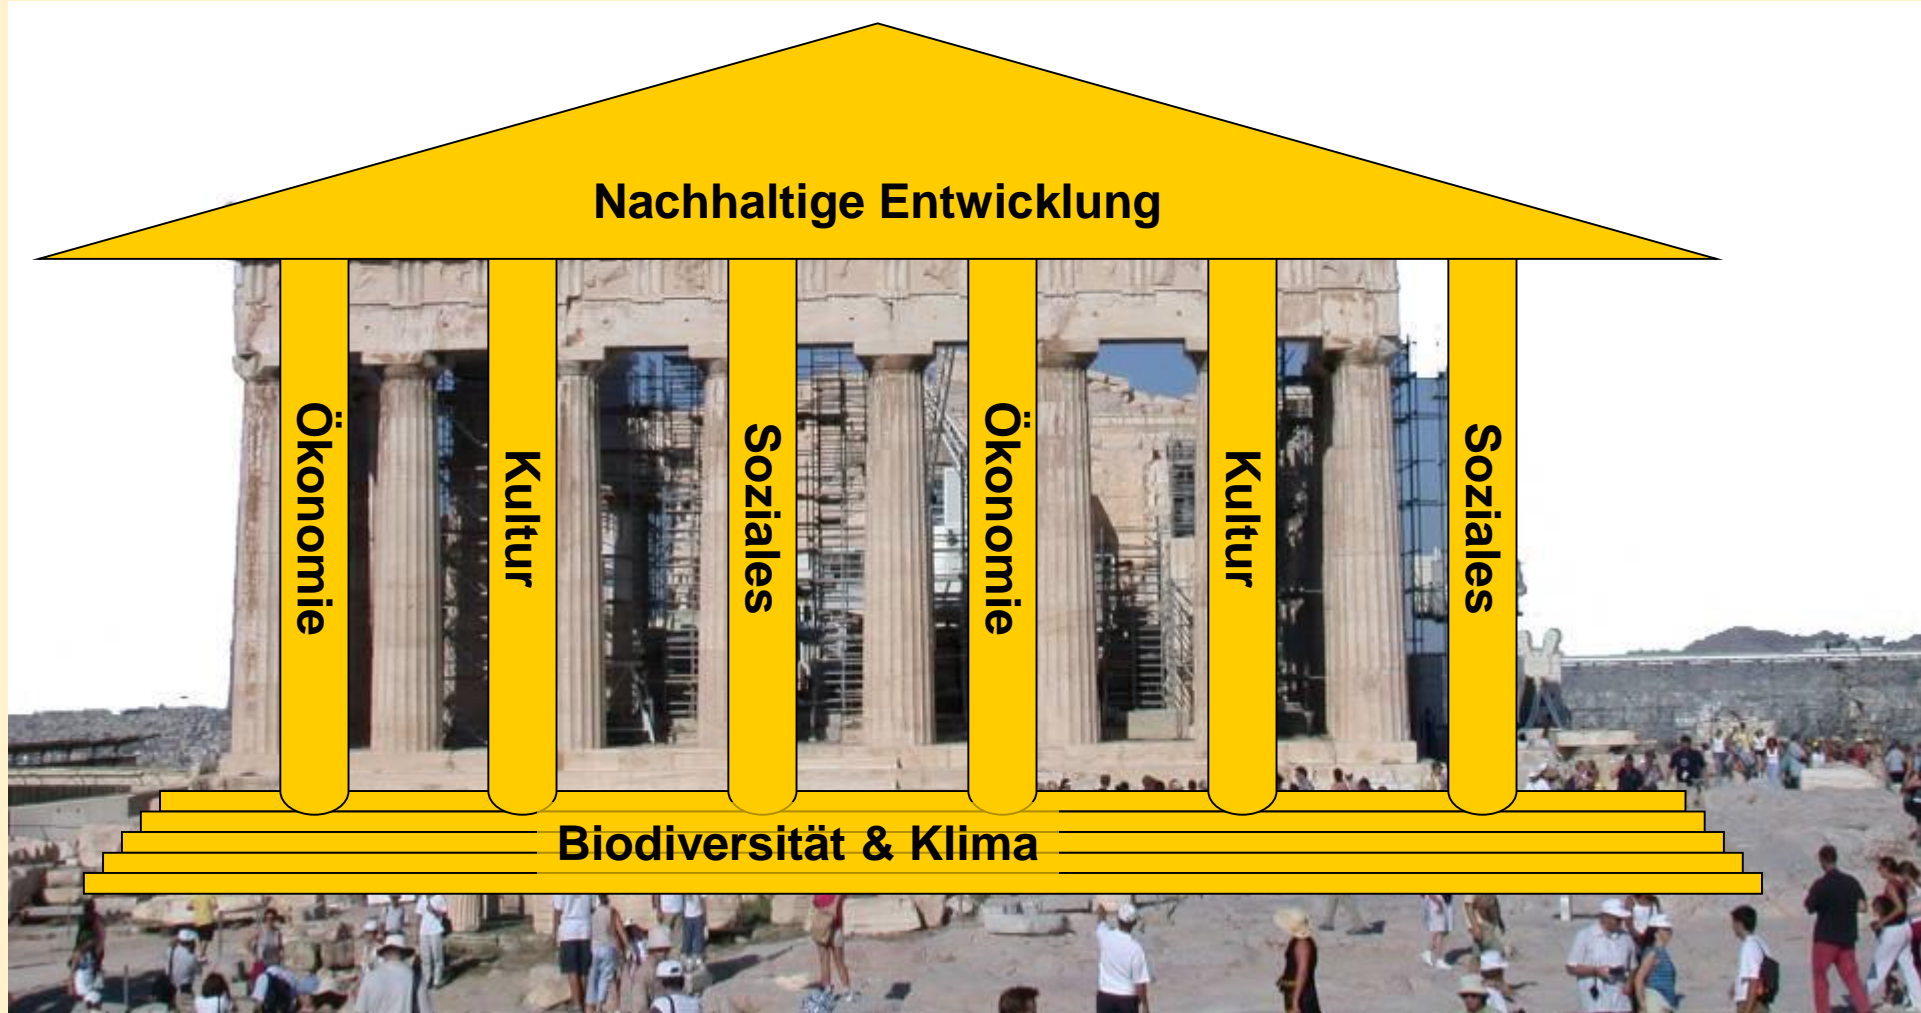 Nachhaltige Entwicklung
Ökonomie
Kultur
Soziales
Ökonomie
Kultur
Soziales
Biodiversität & Klima